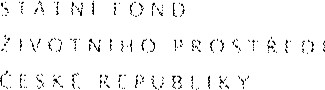 STÁTNÍ FOND
ŽIVOTNÍHO PROSTŘEDÍ
ČESKÉ REPUBLIKY